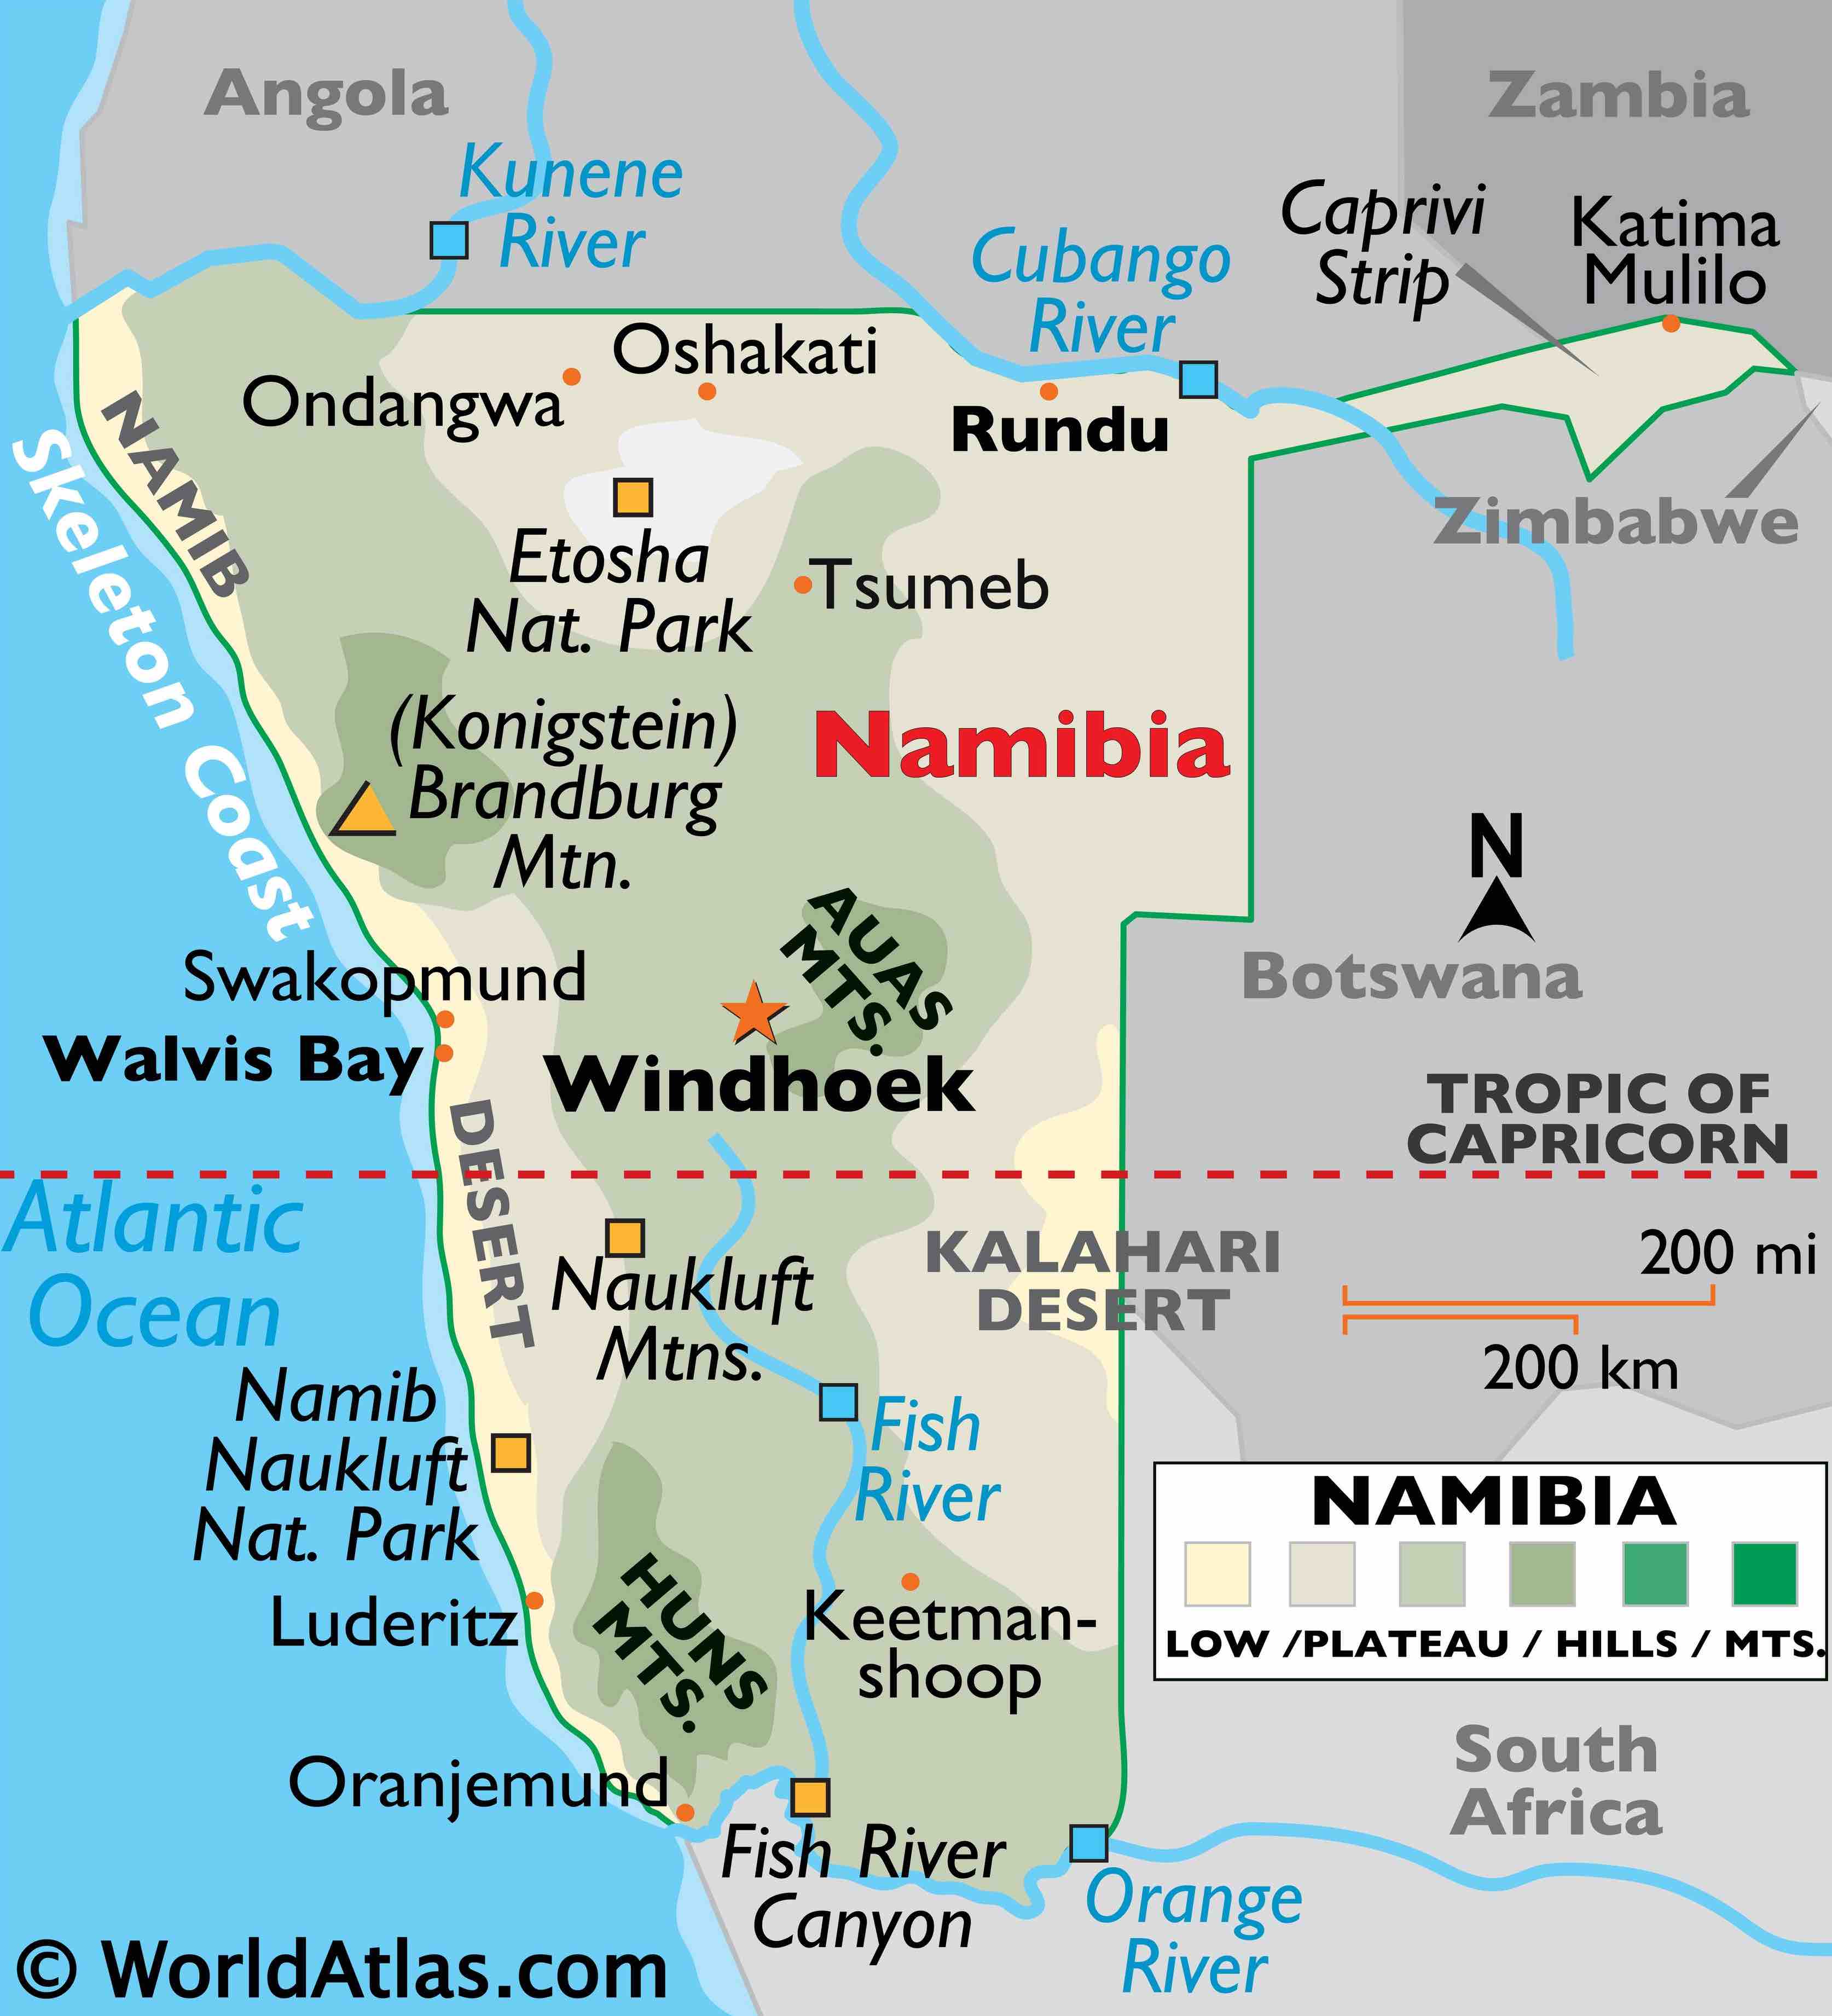 Angola
Zambia
Kunene
River
Caprivi
Strip
Katima
Mulilo
Cubango
River
Oshakati
Ondangwa
Rundu
NAMIB
Skeleton Coast
Zimbabwe
Etosha
Nat. Park
Tsumeb
(Konigstein)
Brandburg
Mtn.
Namibia
N
AUAS
MTS.
Swakopmund
Walvis Bay
Windhoek
Botswana
DESERT
TROPIC OF
CAPRICORN
Atlantic
Ocean
KALAHARI
DESERT
200 mi
200 km
Naukluft
Mtns.
Namib
Naukluft
Nat. Park
Fish
River
NAMIBIA
LOW /PLATEAU / HILLS / MTS.
Luderitz
HUNS
MTS.
Keetman-
shoop
South
Africa
Oranjemund
Fish River
Canyon
Orange
River
© WorldAtlas.com